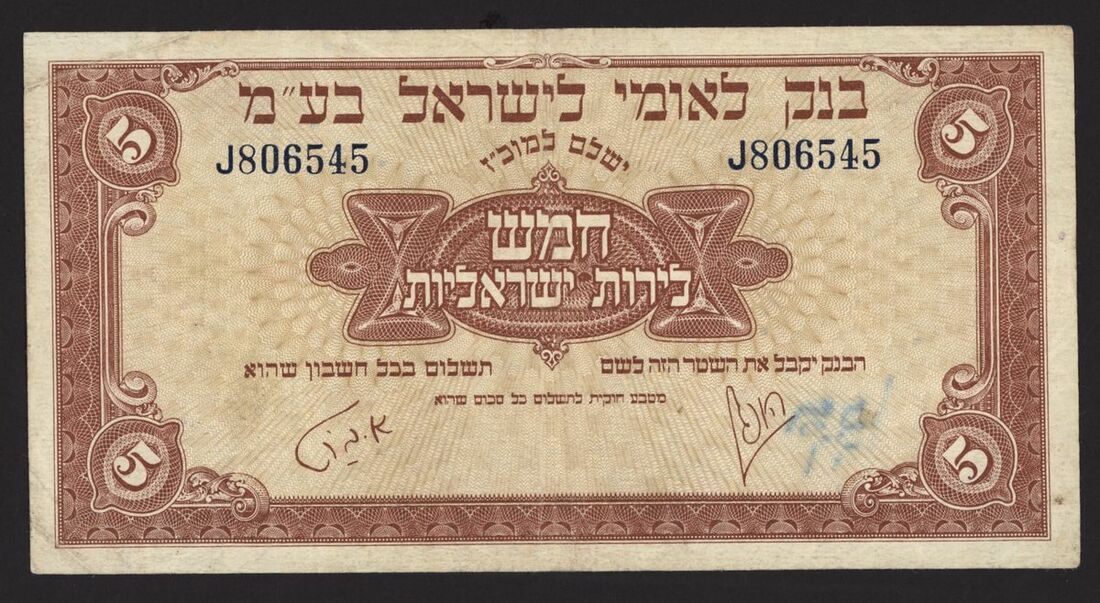 בנק לאומי לישראל בע״מ
J806545 J806545
ישלם למוכ״ז
5 5
חמש
לירות ישראליות
הבנק יקבל את השטר הזה לשם תשלום בכל חשבון שהוא
מטבע חוקית לתשלום כל סכום שהוא
5 5